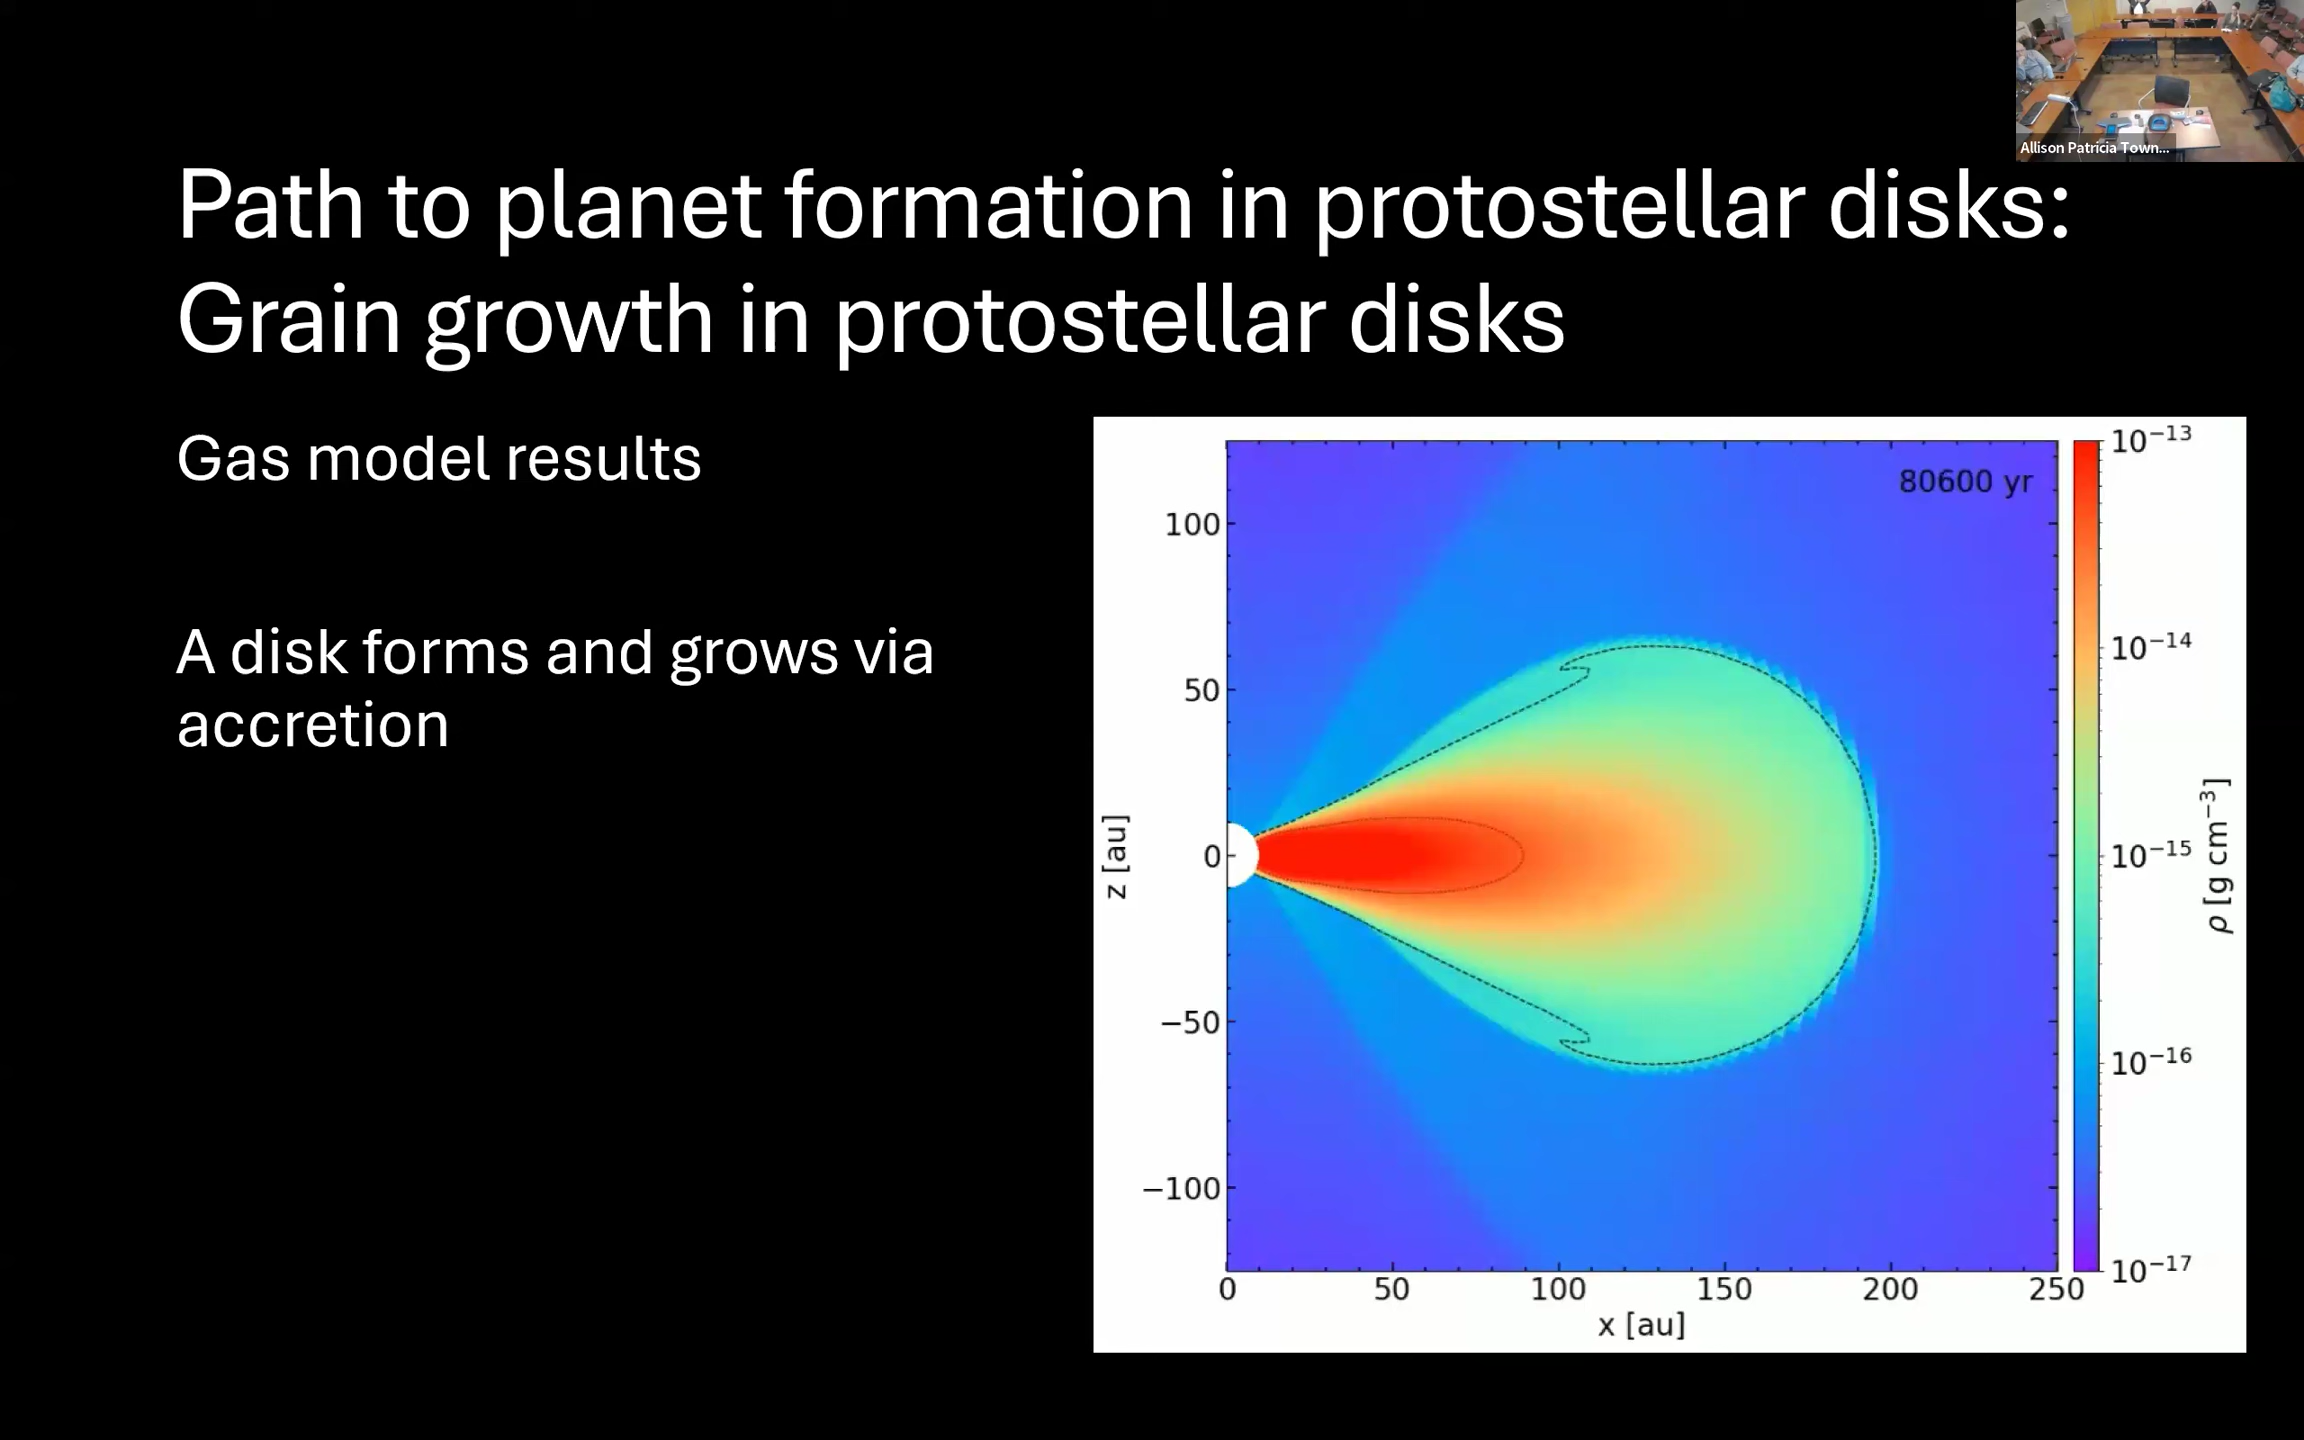 Allison Patricia Town...
Path to planet formation in protostellar disks:
Grain growth in protostellar disks
Gas model results
A disk forms and grows via
accretion
80600 yr
100
50
0
−50
−100
z [au]
0 50 100 150 200 250
x [au]
10⁻¹³
10⁻¹⁴
10⁻¹⁵
10⁻¹⁶
10⁻¹⁷
ρ [g cm⁻³]